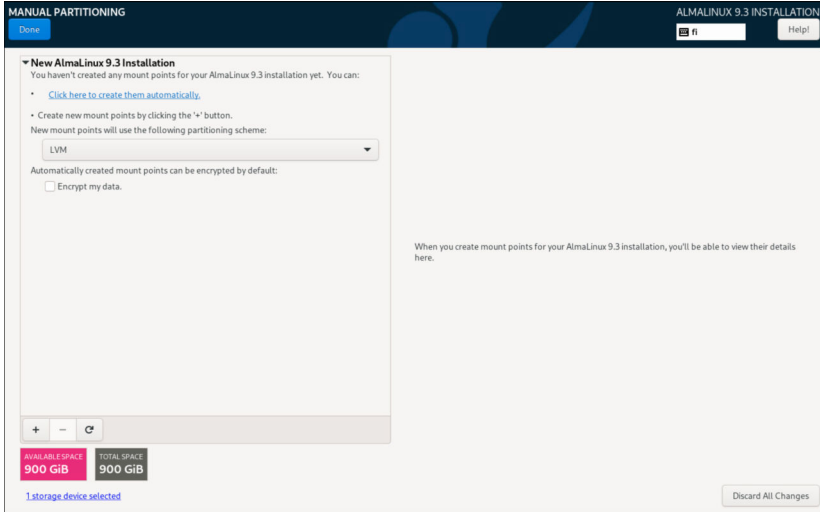 MANUAL PARTITIONING
ALMALINUX 9.3 INSTALLATION
Done
fi
Help!
New AlmaLinux 9.3 Installation
You haven't created any mount points for your AlmaLinux 9.3 installation yet. You can:
• Click here to create them automatically.
• Create new mount points by clicking the '+' button.
New mount points will use the following partitioning scheme:
LVM
Automatically created mount points can be encrypted by default:
Encrypt my data.
When you create mount points for your AlmaLinux 9.3 installation, you'll be able to view their details
here.
+ −
AVAILABLE SPACE
900 GiB
TOTAL SPACE
900 GiB
1 storage device selected
Discard All Changes